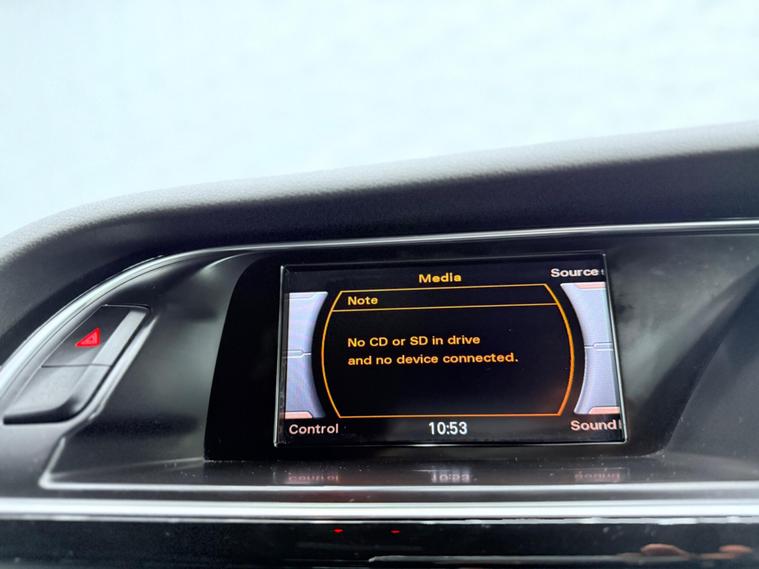 Media
Source
Note
No CD or SD in drive
and no device connected.
Control
10:53
Sound